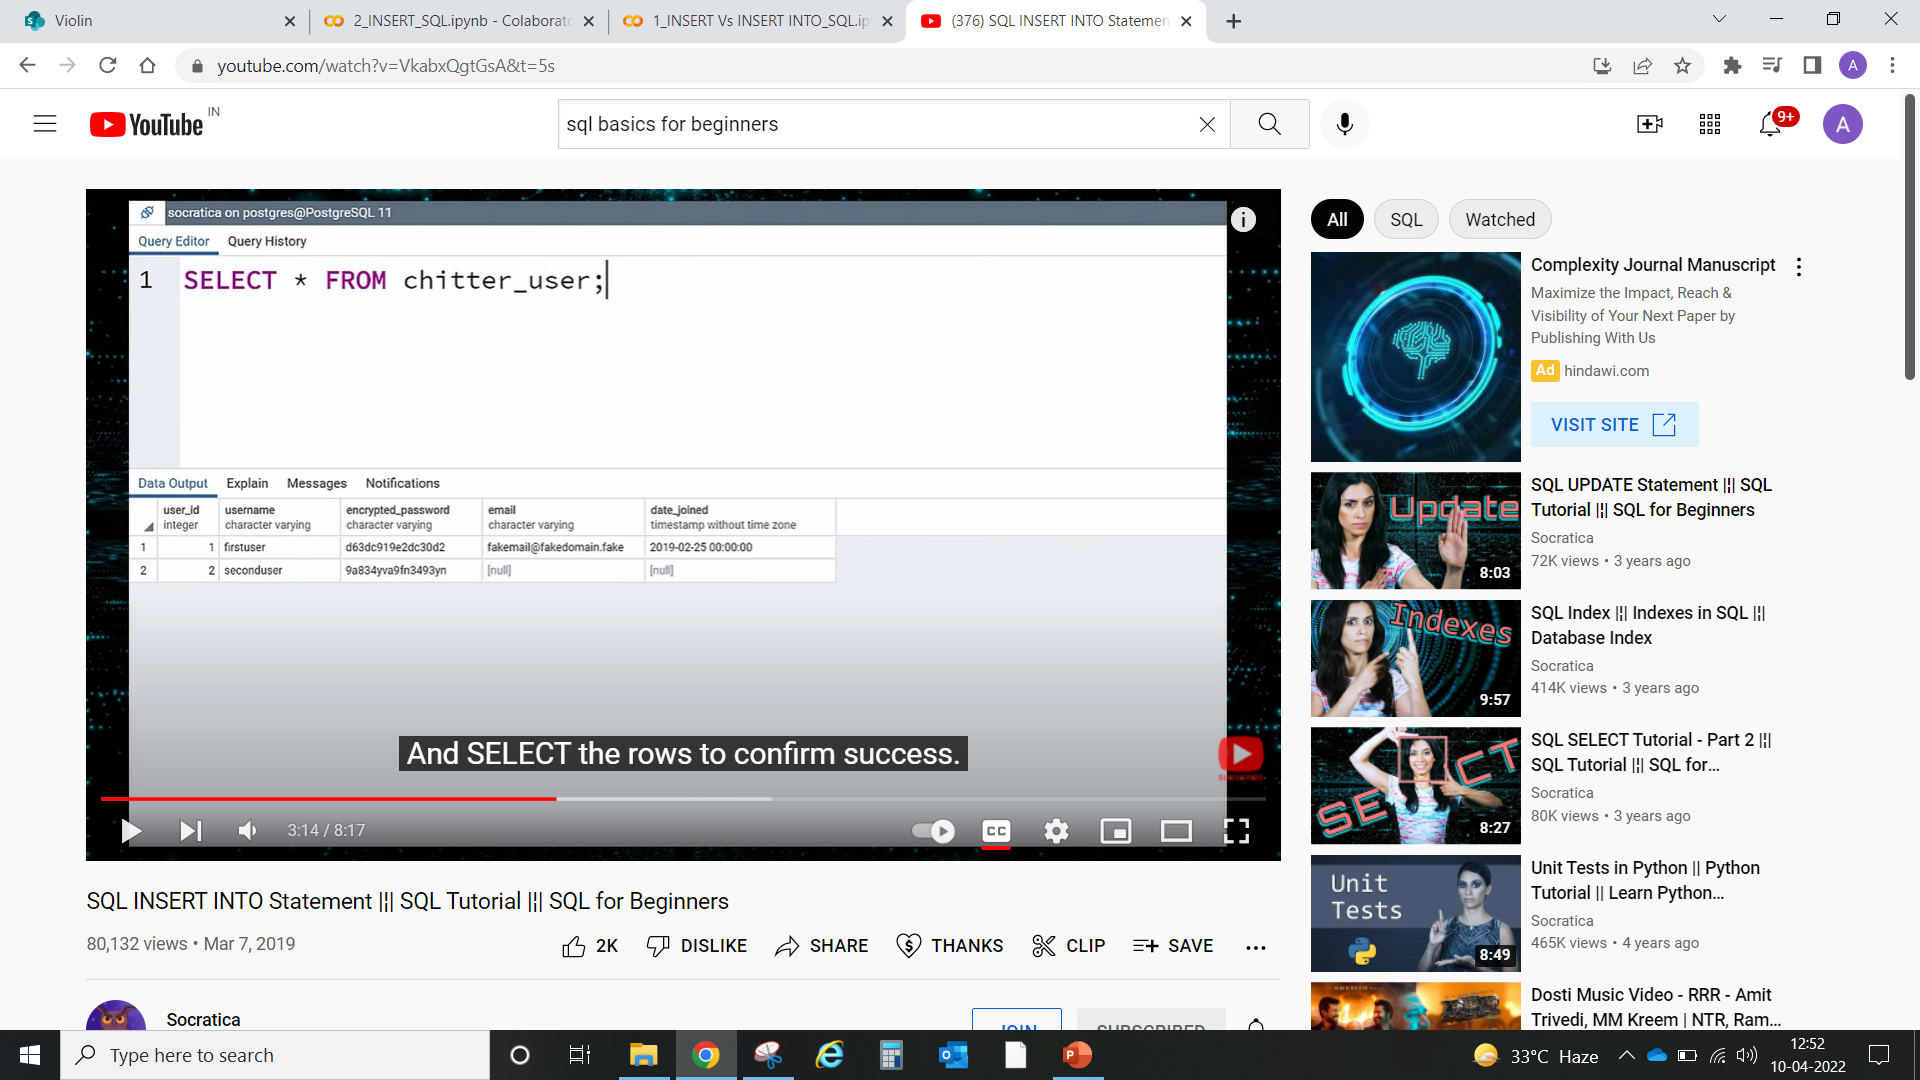 Violin
2_INSERT_SQL.ipynb - Colaborato
1_INSERT Vs INSERT INTO_SQL.ip
(376) SQL INSERT INTO Statemen
youtube.com/watch?v=VkabxQgtGsA&t=5s
A
YouTube IN
sql basics for beginners
9+
A
socratica on postgres@PostgreSQL 11
Query Editor Query History
1 SELECT * FROM chitter_user;
Data Output Explain Messages Notifications
user_id username encrypted_password email date_joined
integer character varying character varying character varying timestamp without time zone
1 1 firstuser d63dc919e2dc30d2 fakemail@fakedomain.fake 2019-02-25 00:00:00
2 2 seconduser 9a834yva9fn3493yn [null] [null]
And SELECT the rows to confirm success.
3:14 / 8:17
CC
SQL INSERT INTO Statement |¦| SQL Tutorial |¦| SQL for Beginners
80,132 views • Mar 7, 2019
2K DISLIKE SHARE THANKS CLIP SAVE
Socratica
JOIN SUBSCRIBED
All SQL Watched
Complexity Journal Manuscript
Maximize the Impact, Reach &
Visibility of Your Next Paper by
Publishing With Us
Ad hindawi.com
VISIT SITE
Update
8:03
SQL UPDATE Statement |¦| SQL
Tutorial |¦| SQL for Beginners
Socratica
72K views • 3 years ago
Indexes
9:57
SQL Index |¦| Indexes in SQL |¦|
Database Index
Socratica
414K views • 3 years ago
SELECT
8:27
SQL SELECT Tutorial - Part 2 |¦|
SQL Tutorial |¦| SQL for...
Socratica
80K views • 3 years ago
Unit
Tests
8:49
Unit Tests in Python || Python
Tutorial || Learn Python...
Socratica
465K views • 4 years ago
Dosti Music Video - RRR - Amit
Trivedi, MM Kreem | NTR, Ram...
Type here to search
33°C Haze
12:52
10-04-2022